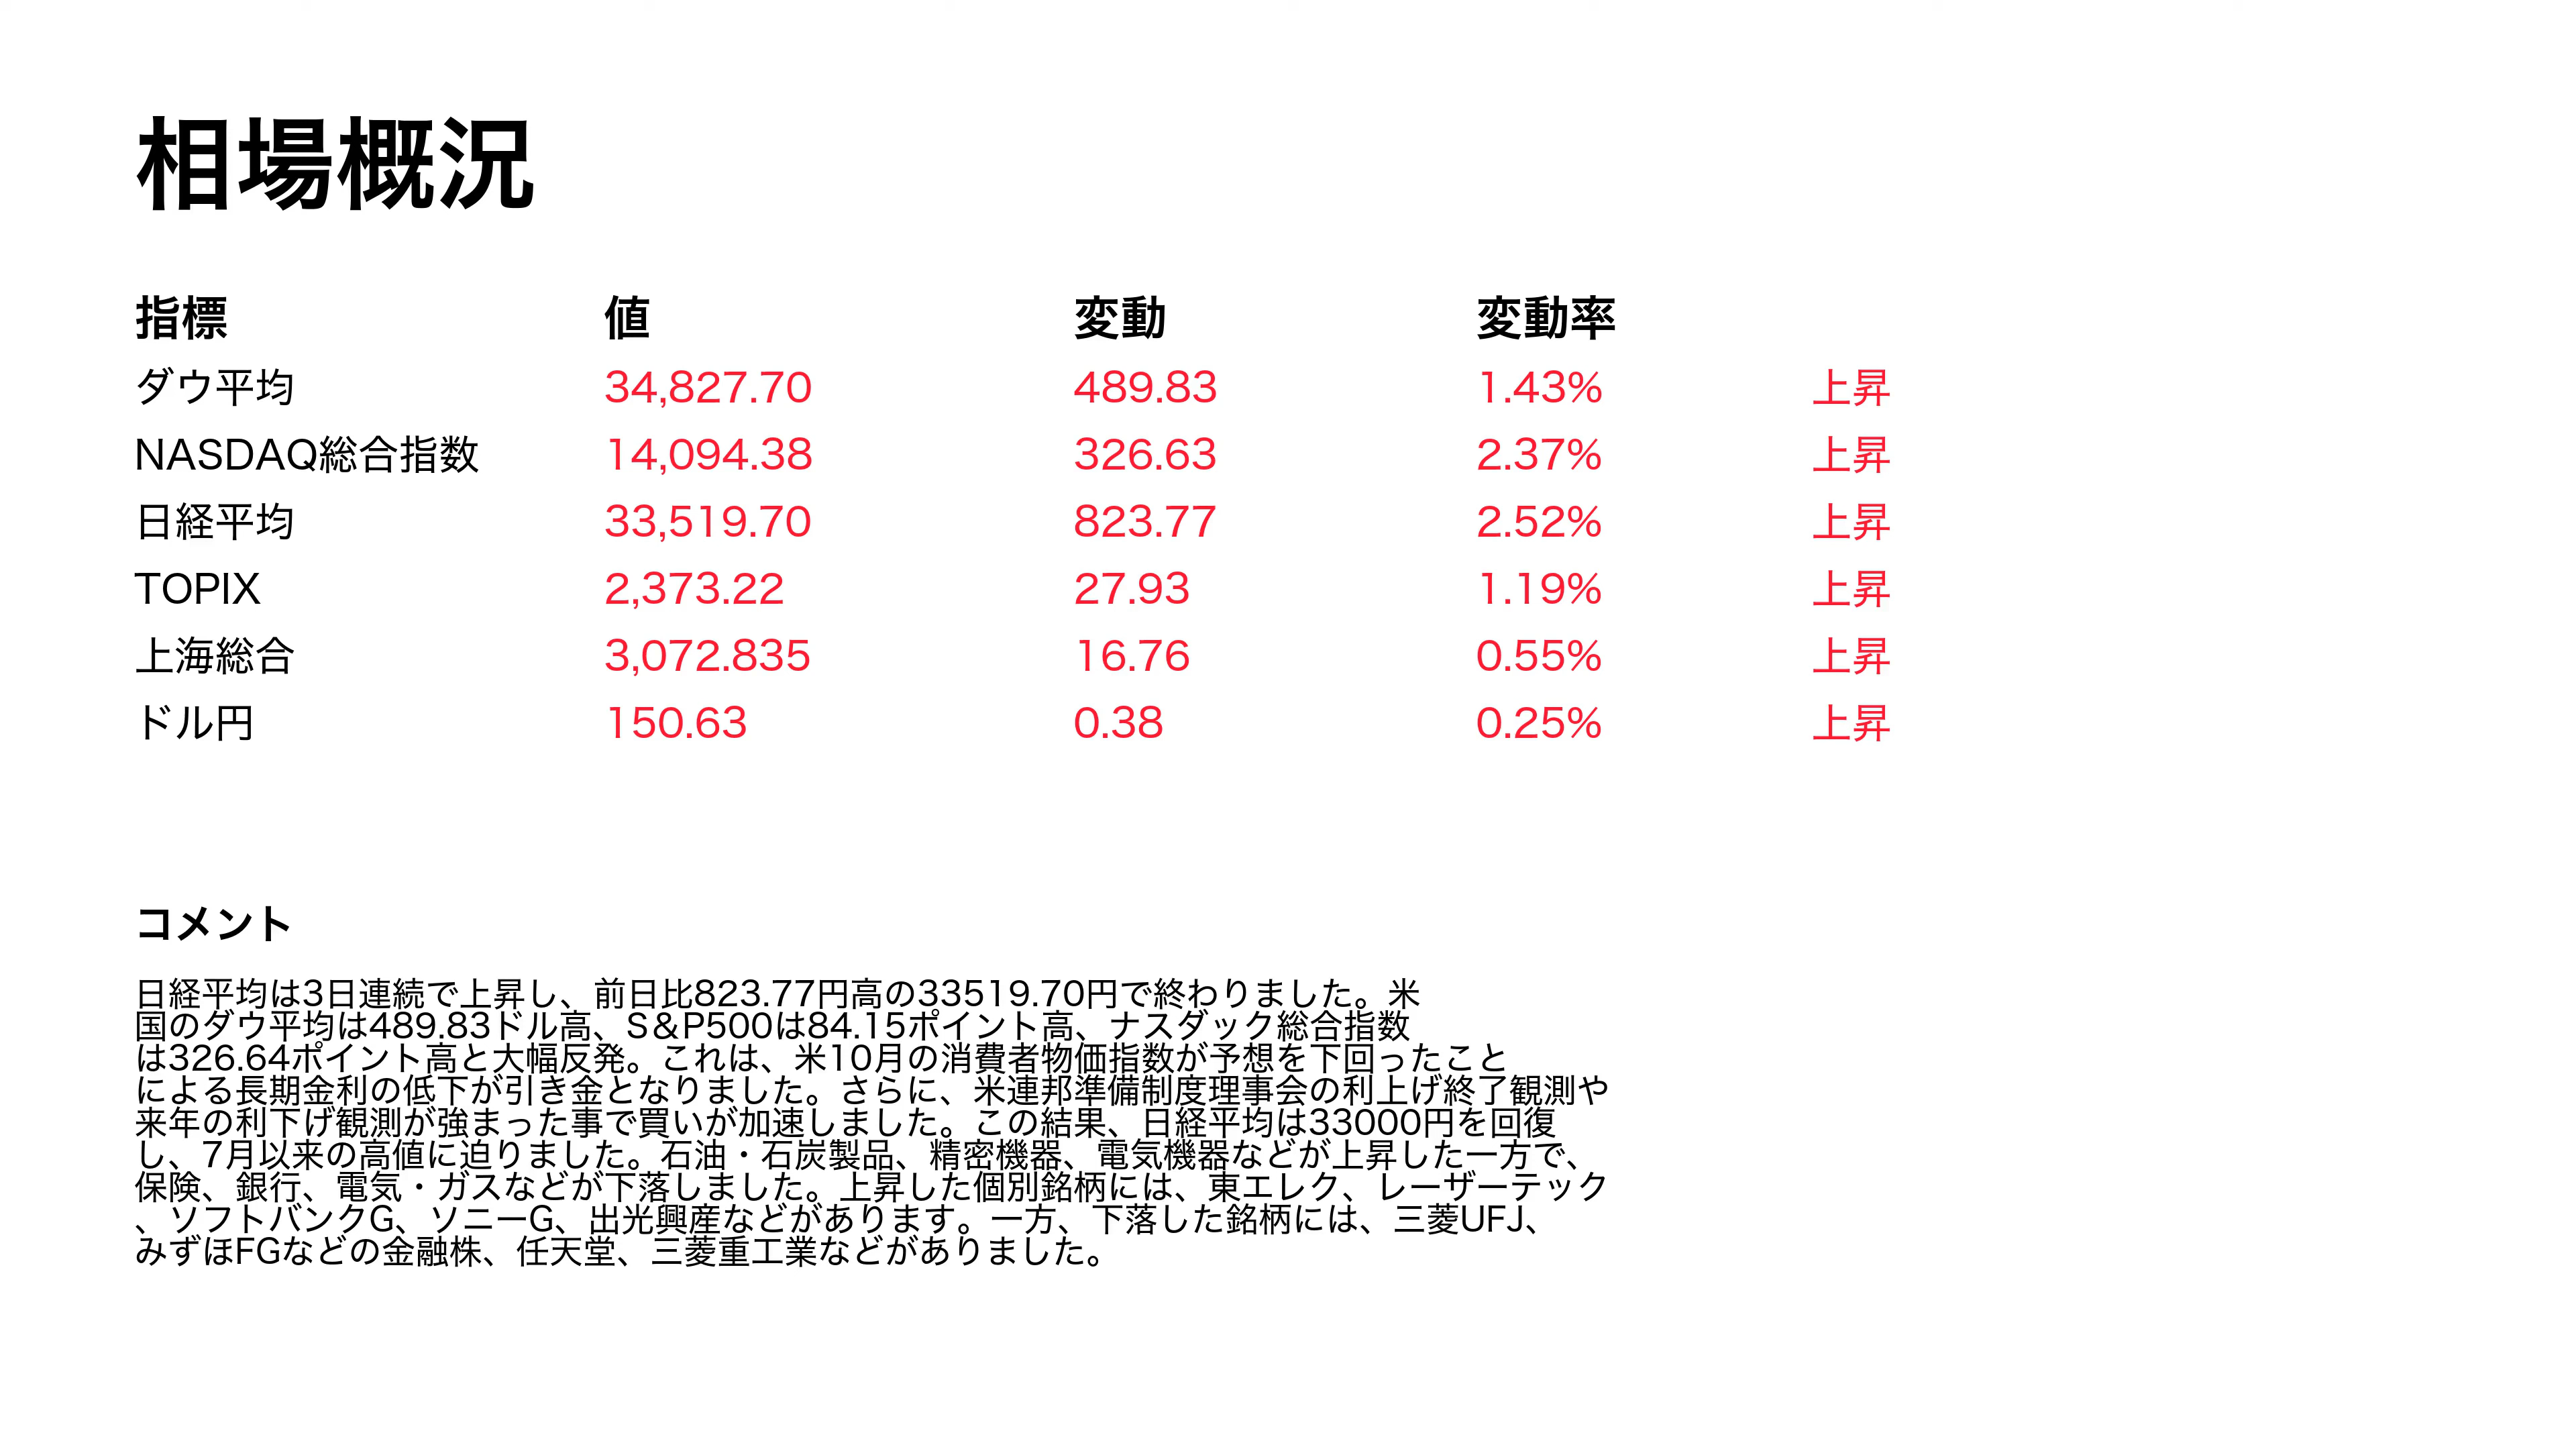 相場概況
指標 値 変動 変動率
ダウ平均 34,827.70 489.83 1.43% 上昇
NASDAQ総合指数 14,094.38 326.63 2.37% 上昇
日経平均 33,519.70 823.77 2.52% 上昇
TOPIX 2,373.22 27.93 1.19% 上昇
上海総合 3,072.835 16.76 0.55% 上昇
ドル円 150.63 0.38 0.25% 上昇
コメント
日経平均は3日連続で上昇し、前日比823.77円高の33519.70円で終わりました。米
国のダウ平均は489.83ドル高、S&P500は84.15ポイント高、ナスダック総合指数
は326.64ポイント高と大幅反発。これは、米10月の消費者物価指数が予想を下回ったこと
による長期金利の低下が引き金となりました。さらに、米連邦準備制度理事会の利上げ終了観測や
来年の利下げ観測が強まった事で買いが加速しました。この結果、日経平均は33000円を回復
し、7月以来の高値に迫りました。石油・石炭製品、精密機器、電気機器などが上昇した一方で、
保険、銀行、電気・ガスなどが下落しました。上昇した個別銘柄には、東エレク、レーザーテック
、ソフトバンクG、ソニーG、出光興産などがあります。一方、下落した銘柄には、三菱UFJ、
みずほFGなどの金融株、任天堂、三菱重工業などがありました。